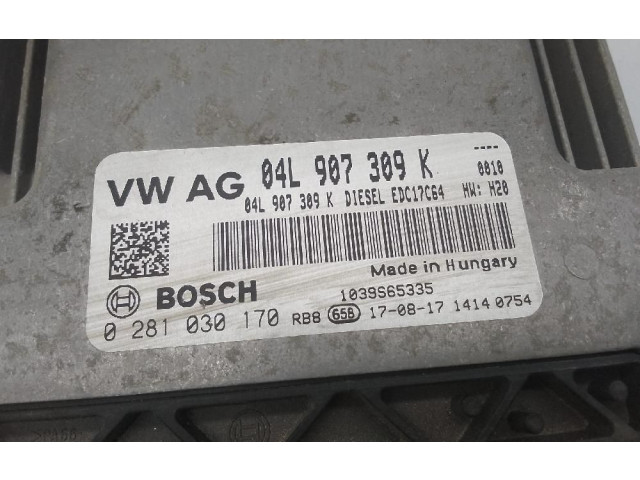 VW AG 04L 907 309 K ----
04L 907 309 K DIESEL EDC17C64 0010
HW: H20
Made in Hungary
BOSCH 1039S65335
0 281 030 170 RB8 65B 17-08-17 1414 0754
>PA66